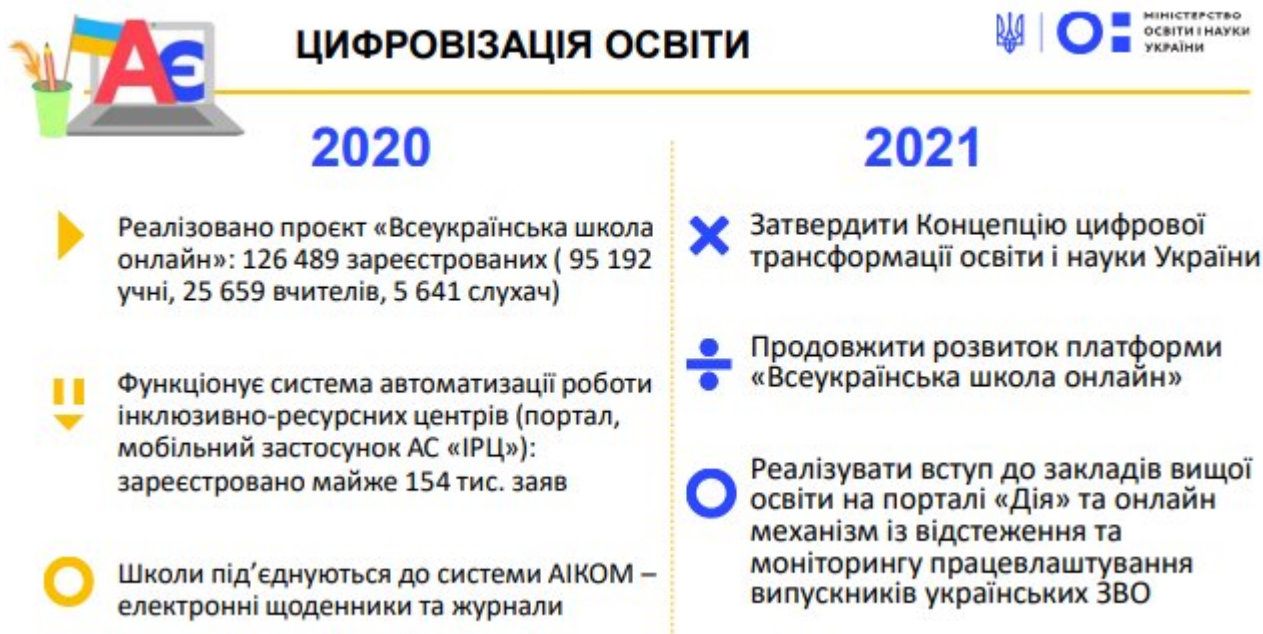 АЄ
ЦИФРОВІЗАЦІЯ ОСВІТИ
МІНІСТЕРСТВО
ОСВІТИ І НАУКИ
УКРАЇНИ
2020
Реалізовано проєкт «Всеукраїнська школа
онлайн»: 126 489 зареєстрованих ( 95 192
учні, 25 659 вчителів, 5 641 слухач)
Функціонує система автоматизації роботи
інклюзивно-ресурсних центрів (портал,
мобільний застосунок АС «ІРЦ»):
зареєстровано майже 154 тис. заяв
Школи під’єднуються до системи АІКОМ –
електронні щоденники та журнали
2021
Затвердити Концепцію цифрової
трансформації освіти і науки України
Продовжити розвиток платформи
«Всеукраїнська школа онлайн»
Реалізувати вступ до закладів вищої
освіти на порталі «Дія» та онлайн
механізм із відстеження та
моніторингу працевлаштування
випускників українських ЗВО